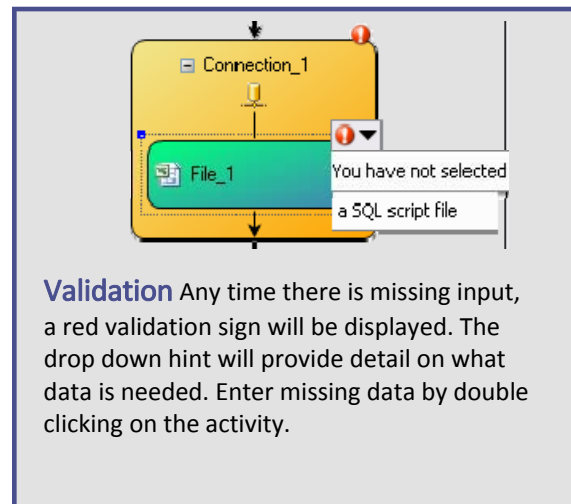 Connection_1
File_1
You have not selected
a SQL script file
Validation Any time there is missing input,
a red validation sign will be displayed. The
drop down hint will provide detail on what
data is needed. Enter missing data by double
clicking on the activity.